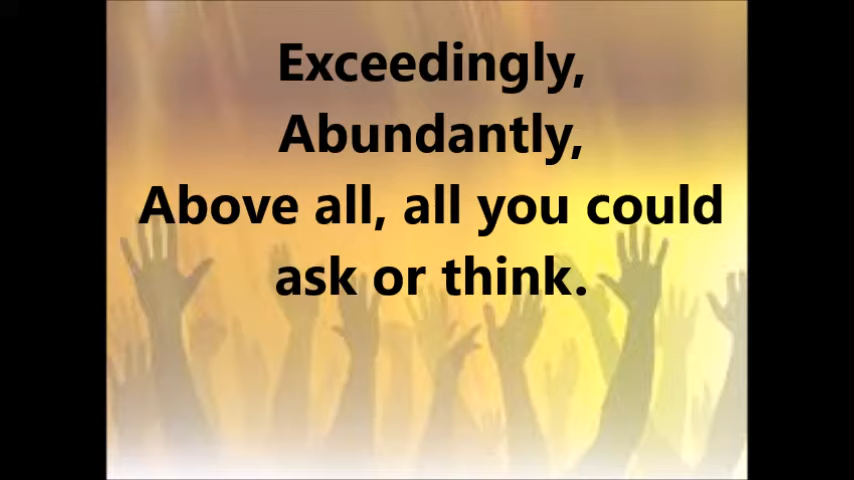 Exceedingly,
Abundantly,
Above all, all you could
ask or think.